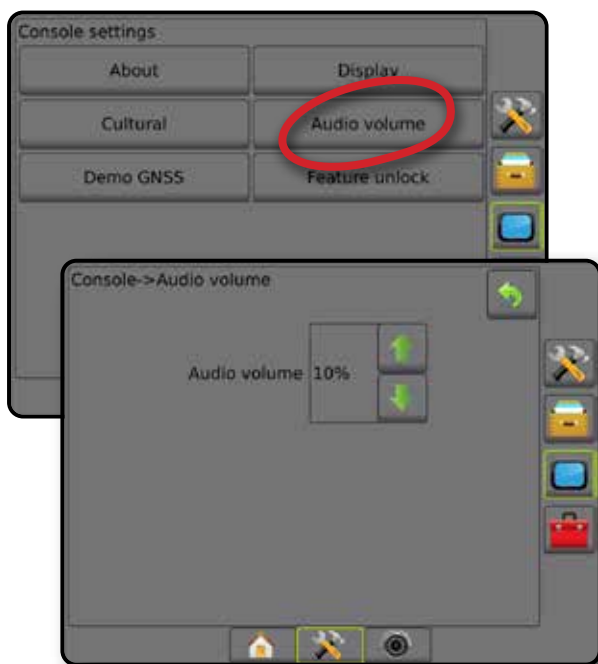 Console settings
About Display
Cultural Audio volume
Demo GNSS Feature unlock
Console->Audio volume
Audio volume 10%